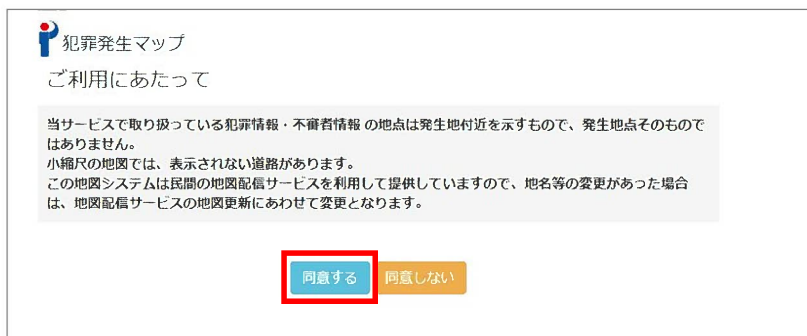 犯罪発生マップ
ご利用にあたって
当サービスで取り扱っている犯罪情報・不審者情報 の地点は発生地付近を示すもので、発生地点そのもので
はありません。
小縮尺の地図では、表示されない道路があります。
この地図システムは民間の地図配信サービスを利用して提供していますので、地名等の変更があった場合
は、地図配信サービスの地図更新にあわせて変更となります。
同意する 同意しない